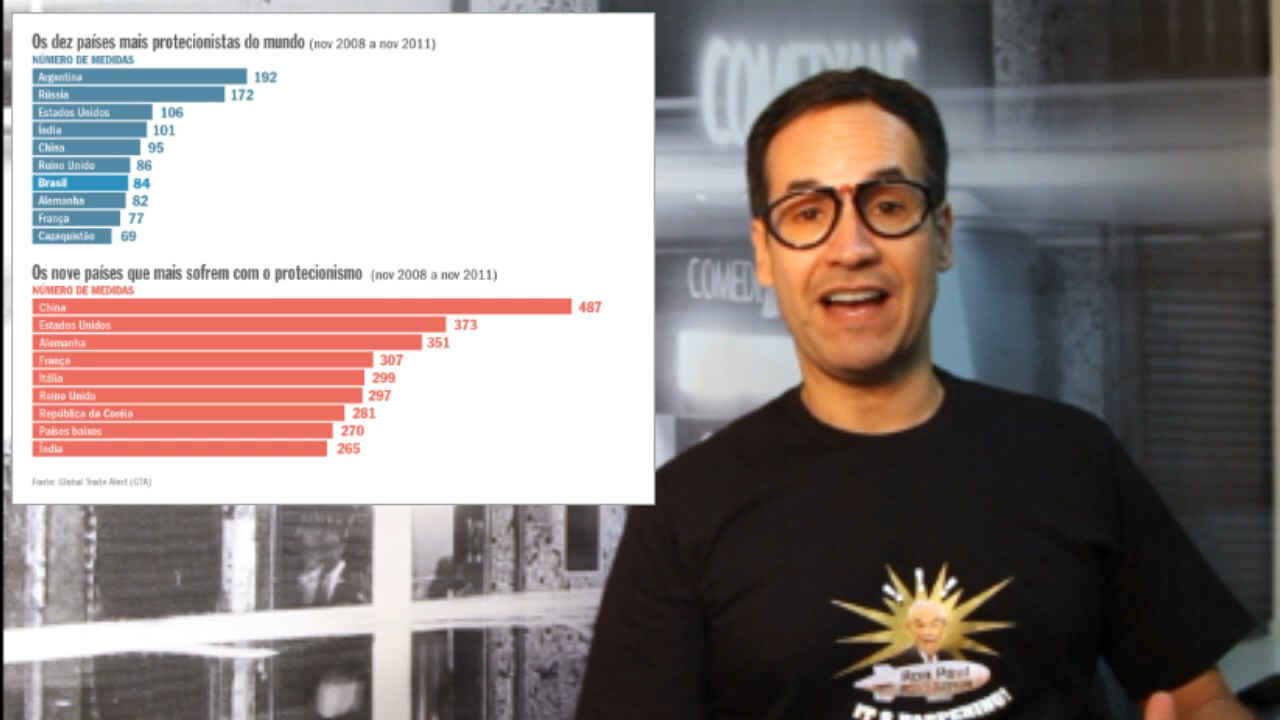 Os dez países mais protecionistas do mundo (nov 2008 a nov 2011)
NÚMERO DE MEDIDAS
Argentina 192
Rússia 172
Estados Unidos 106
Índia 101
China 95
Reino Unido 86
Brasil 84
Alemanha 82
França 77
Cazaquistão 69
Os nove países que mais sofrem com o protecionismo (nov 2008 a nov 2011)
NÚMERO DE MEDIDAS
China 487
Estados Unidos 373
Alemanha 351
França 307
Itália 299
Reino Unido 297
República da Coréia 281
Países baixos 270
Índia 265
Fonte: Global Trade Alert (GTA)
COMEDIANS
Ron Paul
IT'S HAPPENING!